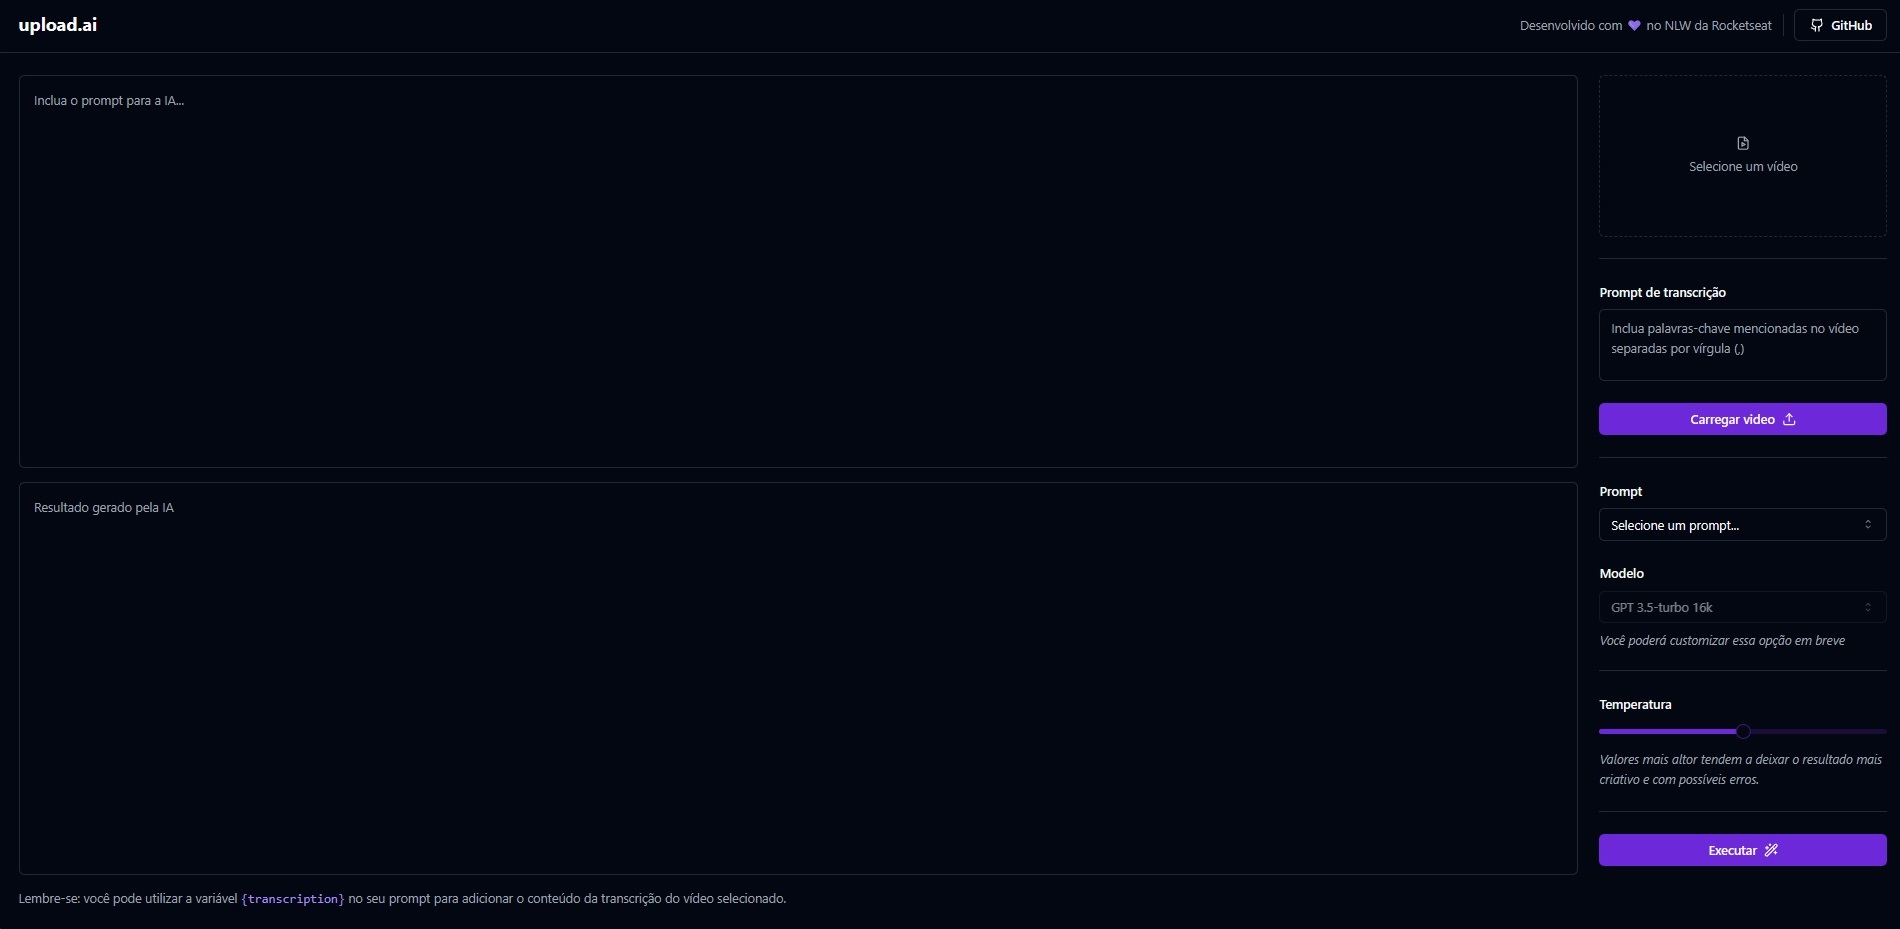 upload.ai
Desenvolvido com 💜 no NLW da Rocketseat
GitHub
Inclua o prompt para a IA...
Resultado gerado pela IA
Lembre-se: você pode utilizar a variável {transcription} no seu prompt para adicionar o conteúdo da transcrição do vídeo selecionado.
Selecione um vídeo
Prompt de transcrição
Inclua palavras-chave mencionadas no vídeo
separadas por vírgula (,)
Carregar video
Prompt
Selecione um prompt...
Modelo
GPT 3.5-turbo 16k
Você poderá customizar essa opção em breve
Temperatura
Valores mais altor tendem a deixar o resultado mais
criativo e com possíveis erros.
Executar